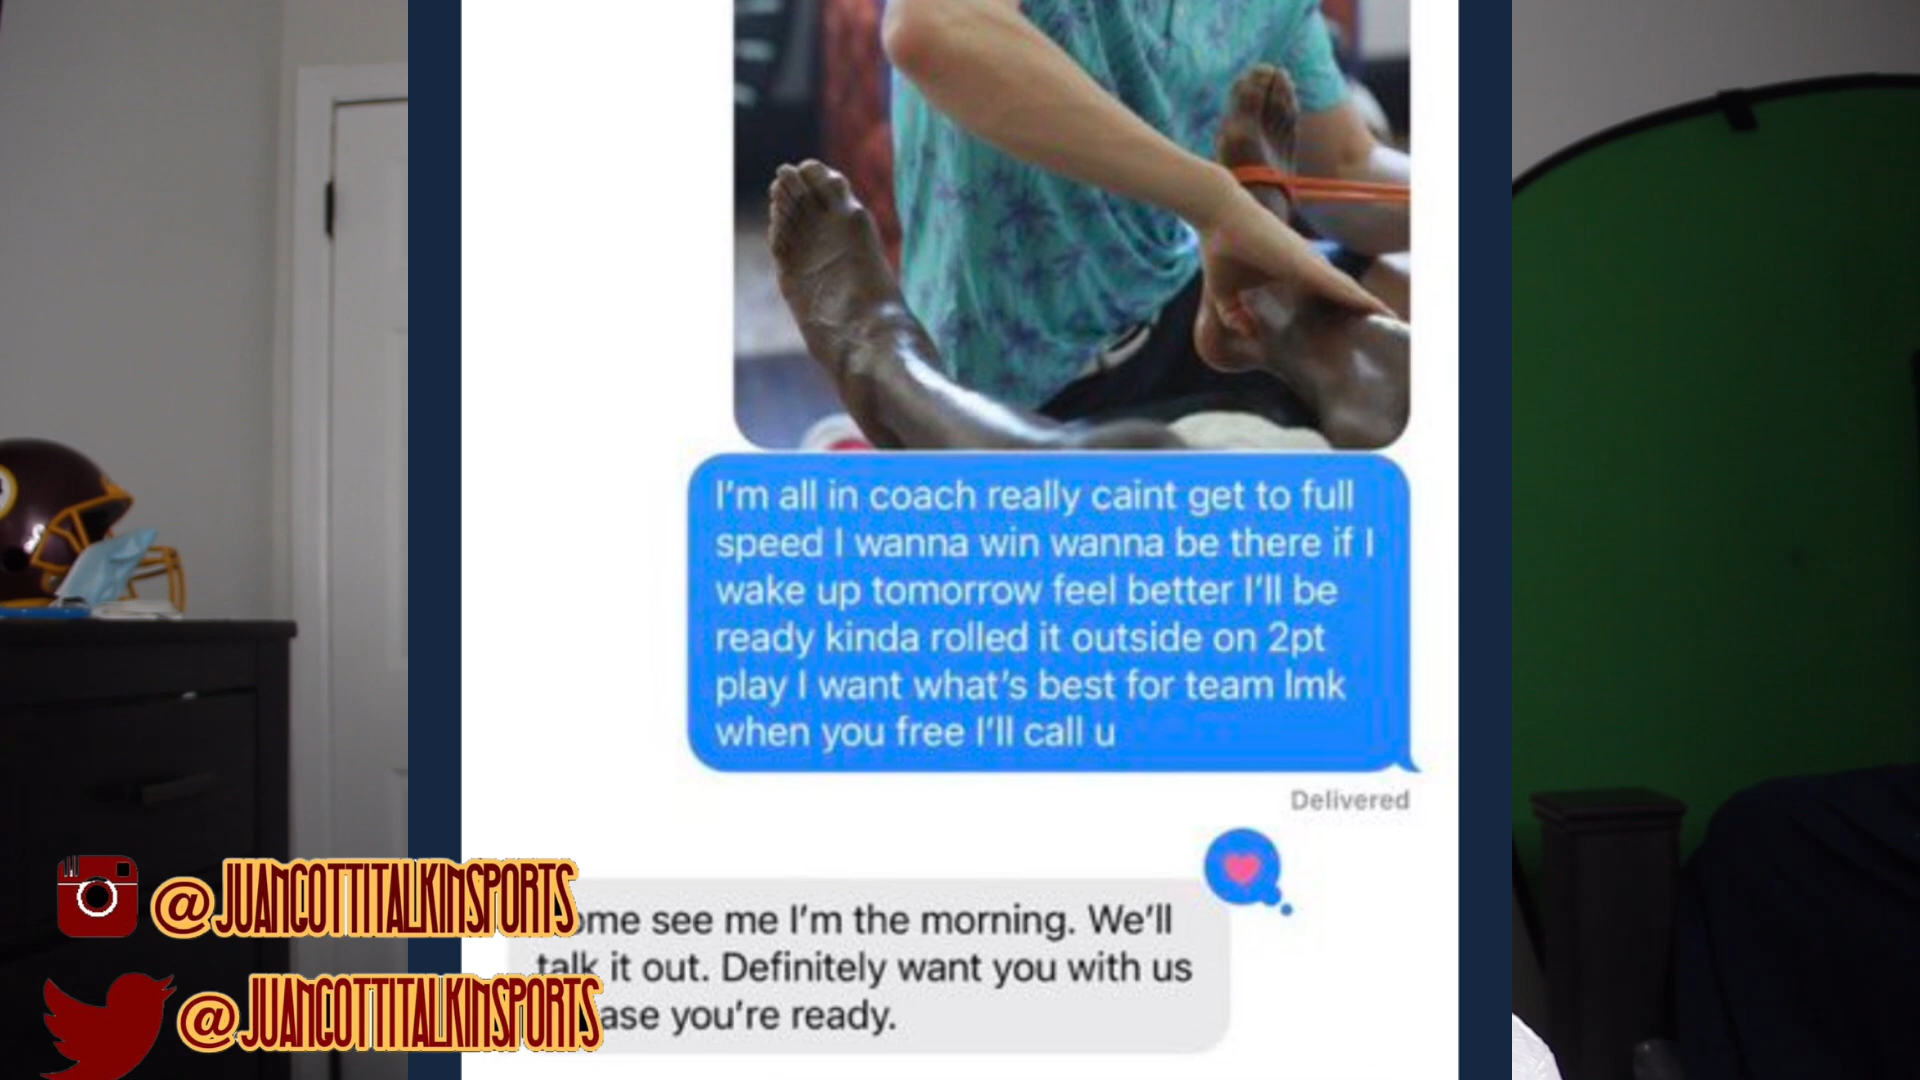 I'm all in coach really caint get to full
speed I wanna win wanna be there if I
wake up tomorrow feel better I'll be
ready kinda rolled it outside on 2pt
play I want what's best for team lmk
when you free I'll call u
Delivered
ome see me I'm the morning. We'll
talk it out. Definitely want you with us
ase you're ready.
@JUANGOTTITALKINSPORTS
@JUANGOTTITALKINSPORTS